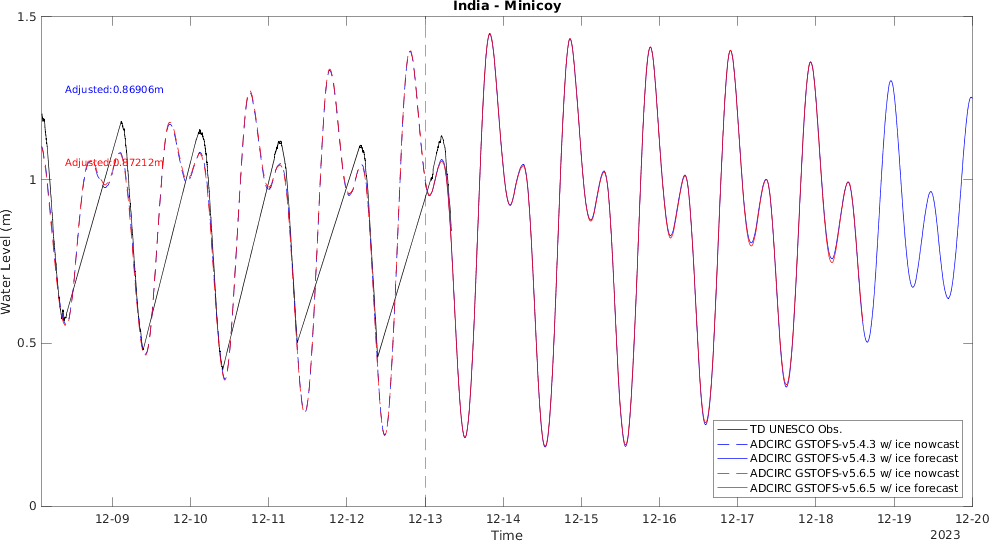 India - Minicoy
Water Level (m)
1.5
1
0.5
0
Adjusted:0.86906m
Adjusted:0.87212m
TD UNESCO Obs.
ADCIRC GSTOFS-v5.4.3 w/ ice nowcast
ADCIRC GSTOFS-v5.4.3 w/ ice forecast
ADCIRC GSTOFS-v5.6.5 w/ ice nowcast
ADCIRC GSTOFS-v5.6.5 w/ ice forecast
12-09 12-10 12-11 12-12 12-13 12-14 12-15 12-16 12-17 12-18 12-19 12-20
Time
2023